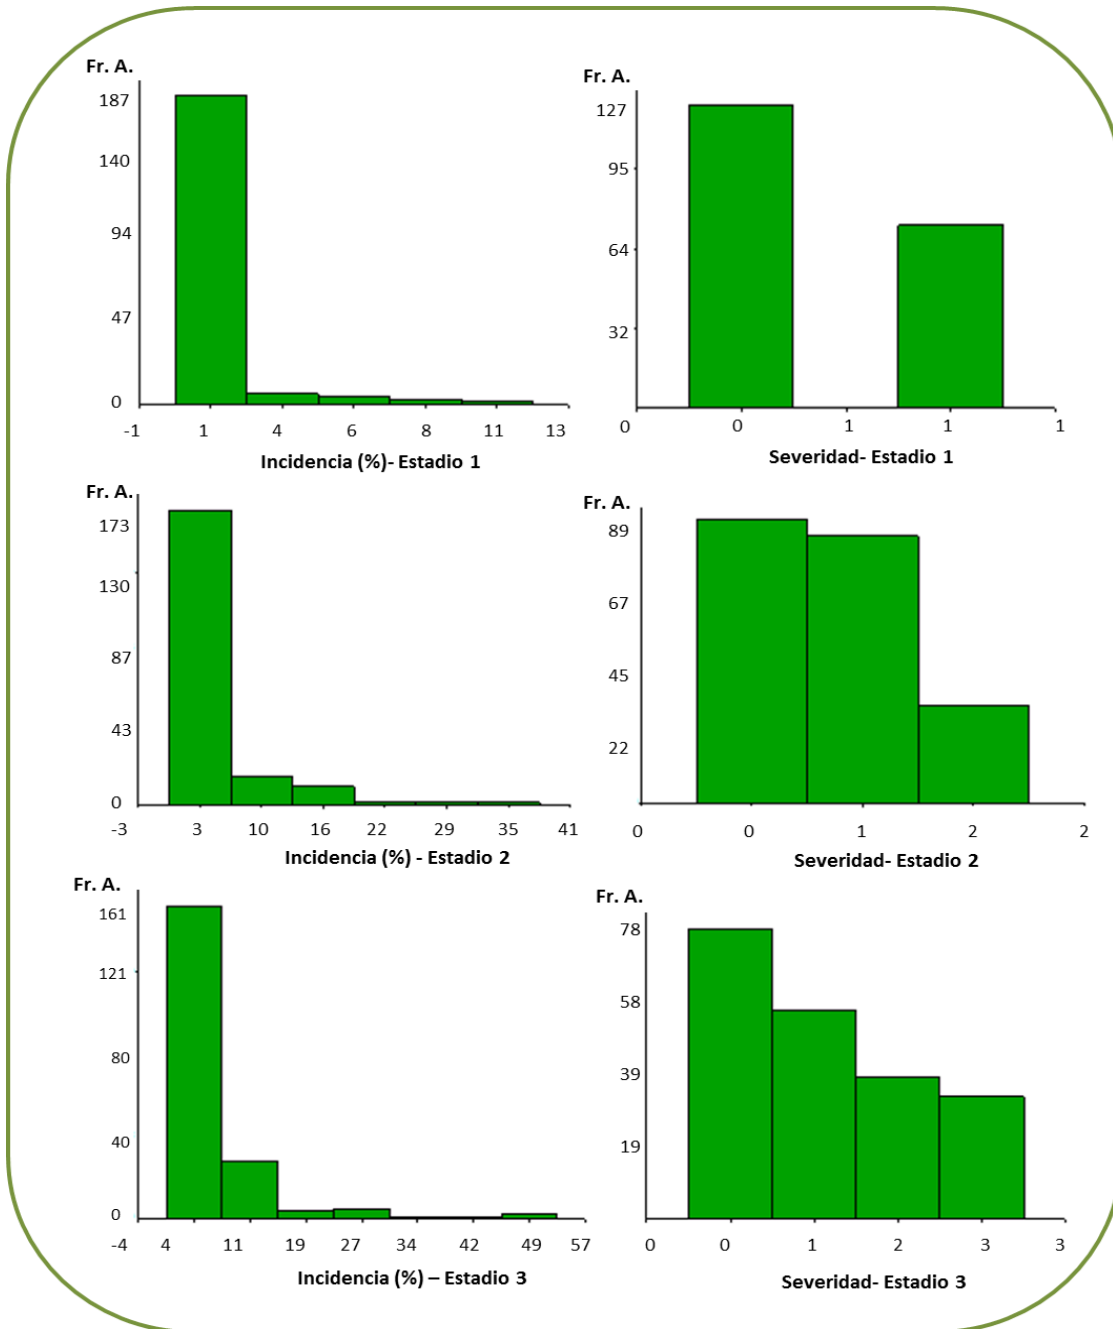 Fr. A.
187
140
94
47
0
-1 1 4 6 8 11 13
Incidencia (%)- Estadio 1
Fr. A.
127
95
64
32
0 0 1 1 1
Severidad- Estadio 1
Fr. A.
173
130
87
43
0
-3 3 10 16 22 29 35 41
Incidencia (%) - Estadio 2
Fr. A.
89
67
45
22
0 0 1 2 2
Severidad- Estadio 2
Fr. A.
161
121
80
40
0
-4 4 11 19 27 34 42 49 57
Incidencia (%) – Estadio 3
Fr. A.
78
58
39
19
0 0 1 2 3 3
Severidad- Estadio 3